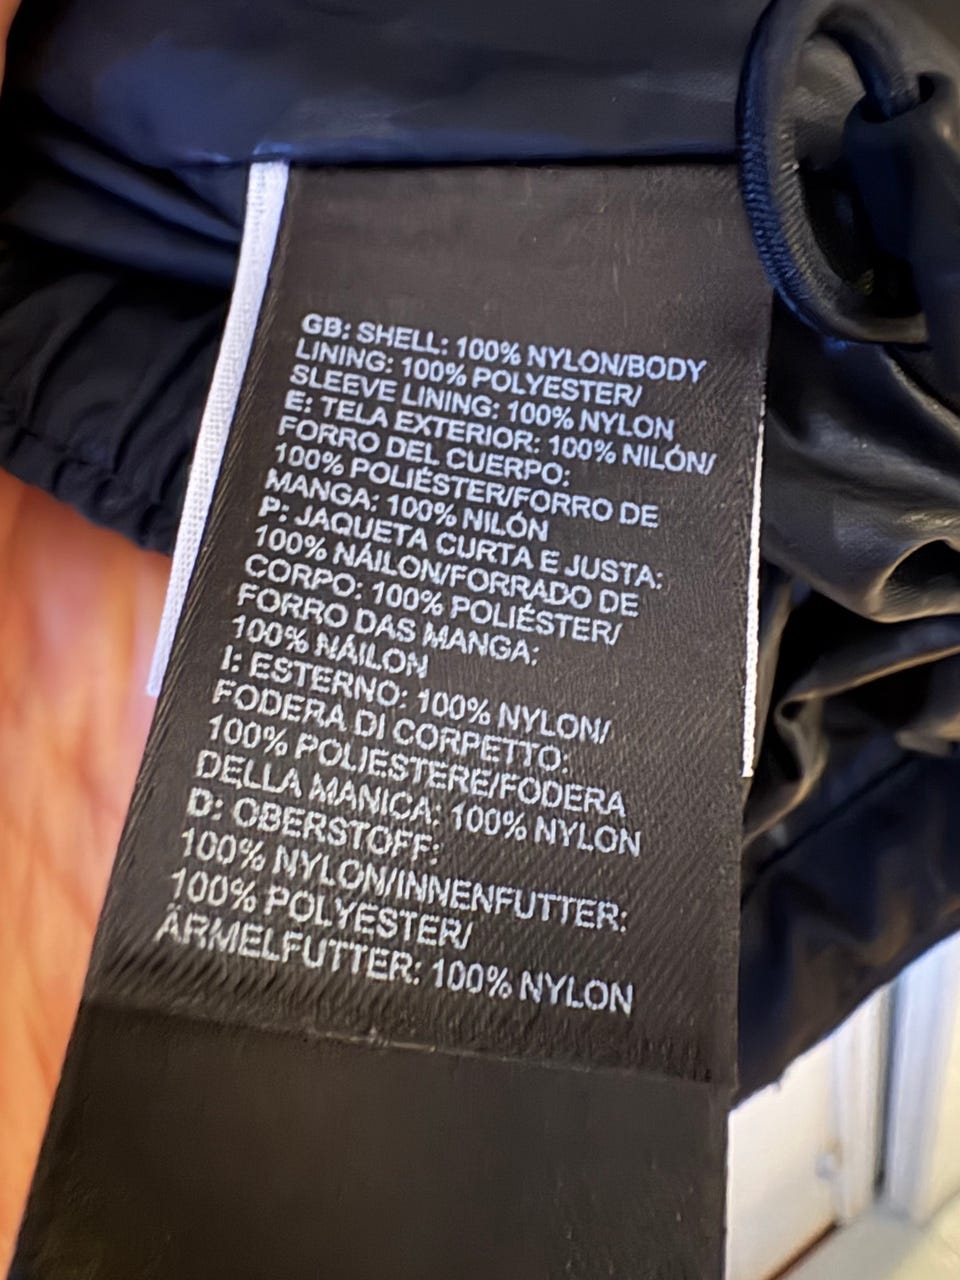 GB: SHELL: 100% NYLON/BODY
LINING: 100% POLYESTER/
SLEEVE LINING: 100% NYLON
E: TELA EXTERIOR: 100% NILÓN/
FORRO DEL CUERPO:
100% POLIÉSTER/FORRO DE
MANGA: 100% NILÓN
P: JAQUETA CURTA E JUSTA:
100% NÁILON/FORRADO DE
CORPO: 100% POLIÉSTER/
FORRO DAS MANGA:
100% NÁILON
I: ESTERNO: 100% NYLON/
FODERA DI CORPETTO:
100% POLIESTERE/FODERA
DELLA MANICA: 100% NYLON
D: OBERSTOFF:
100% NYLON/INNENFUTTER:
100% POLYESTER/
ÄRMELFUTTER: 100% NYLON